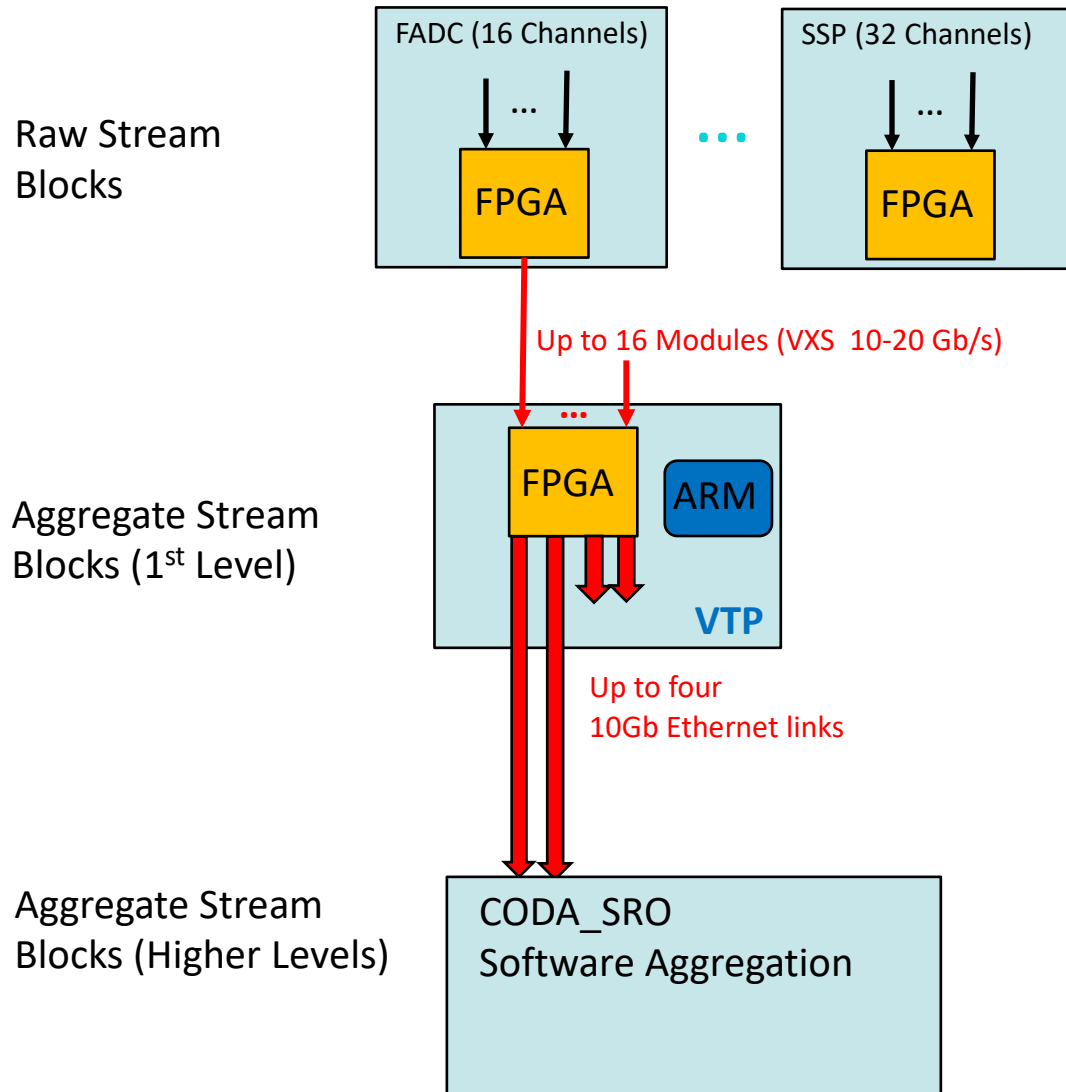 FADC (16 Channels)
SSP (32 Channels)
...
...
...
Raw Stream
Blocks
FPGA
FPGA
Up to 16 Modules (VXS  10-20 Gb/s)
...
FPGA
ARM
Aggregate Stream
Blocks (1st Level)
VTP
Up to four
10Gb Ethernet links
Aggregate Stream
Blocks (Higher Levels)
CODA_SRO
Software Aggregation